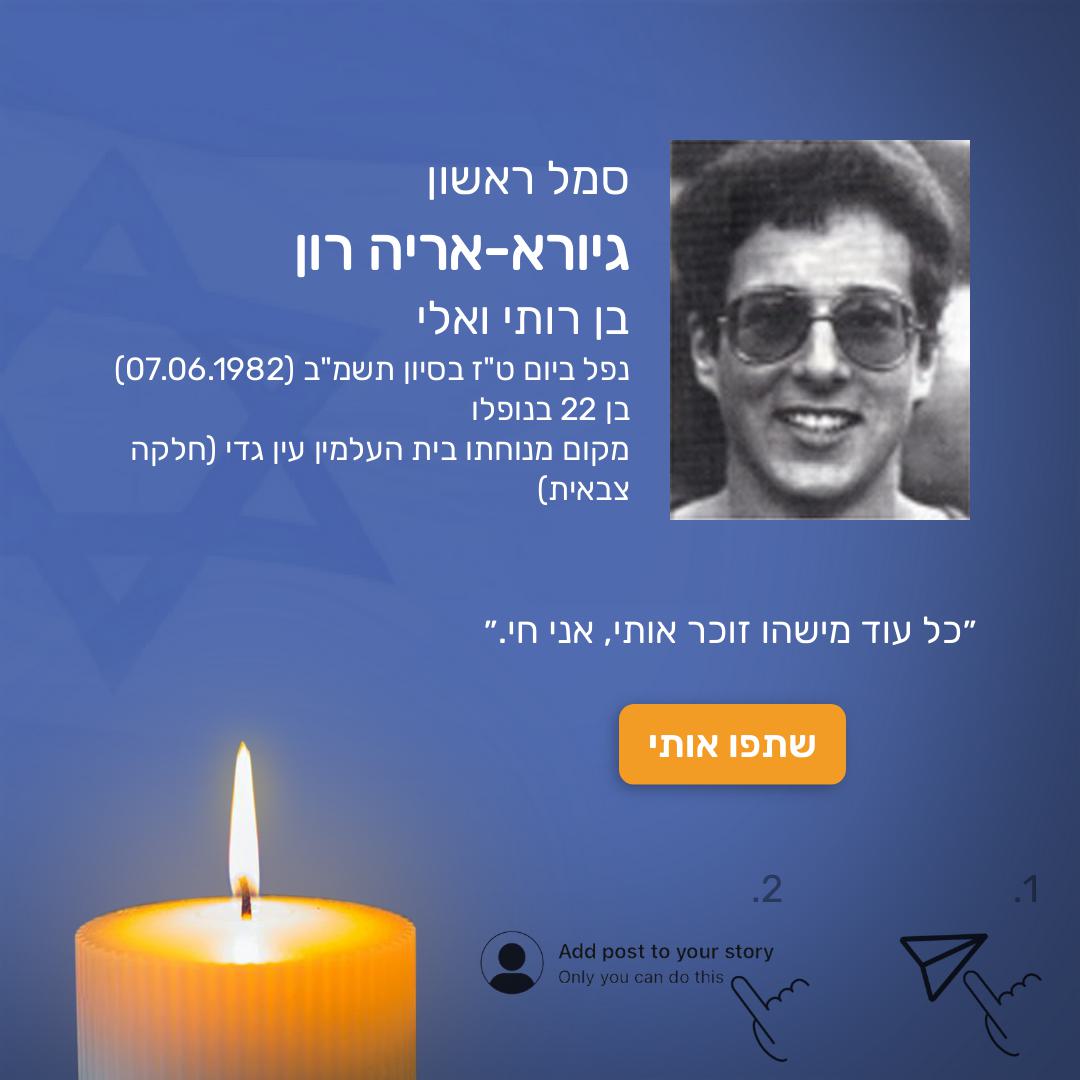 סמל ראשון
גיורא-אריה רון
בן רותי ואלי
נפל ביום ט"ז בסיון תשמ"ב (07.06.1982)
בן 22 בנופלו
מקום מנוחתו בית העלמין עין גדי (חלקה
צבאית)
״כל עוד מישהו זוכר אותי, אני חי.״
שתפו אותי
1.
2.
Add post to your story
Only you can do this